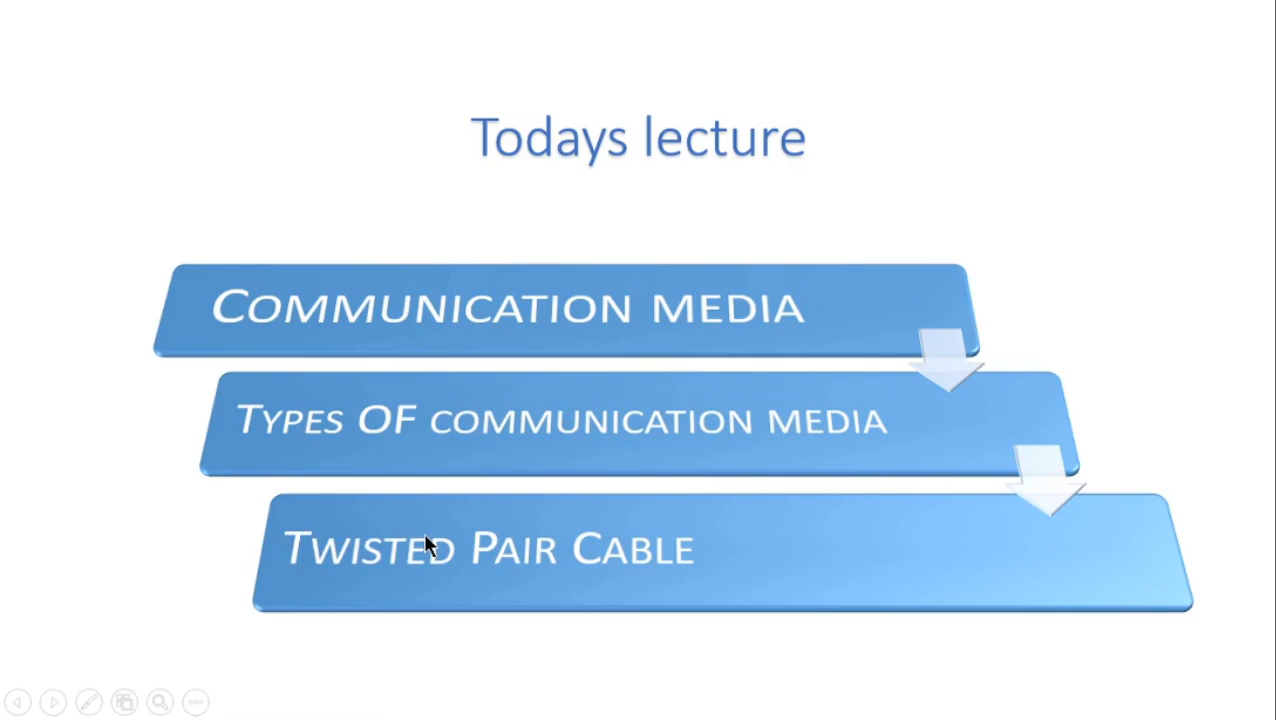 Todays lecture
COMMUNICATION MEDIA
TYPES OF COMMUNICATION MEDIA
TWISTED PAIR CABLE